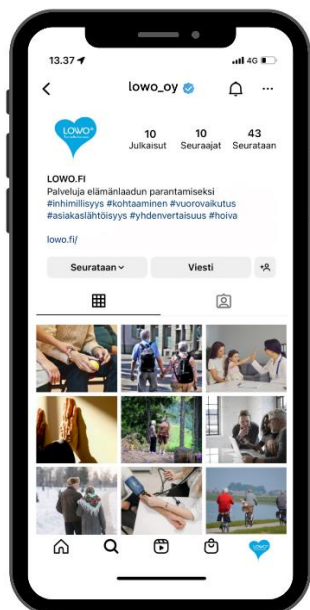 13.37
4G
lowo_oy
LOWO
10 10 43
Julkaisut Seuraajat Seurataan
LOWO.FI
Palveluja elämänlaadun parantamiseksi
#inhimillisyys #kohtaaminen #vuorovaikutus
#asiakaslähtöisyys #yhdenvertaisuus #hoiva
lowo.fi/
Seurataan Viesti